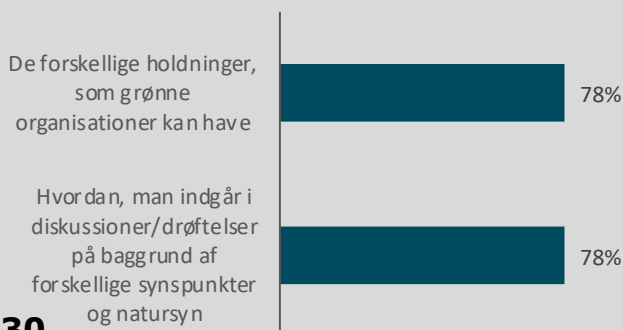 De forskellige holdninger,
som grønne
organisationer kan have
78%
Hvordan, man indgår i
diskussioner/drøftelser
på baggrund af
forskellige synspunkter
og natursyn
78%
30